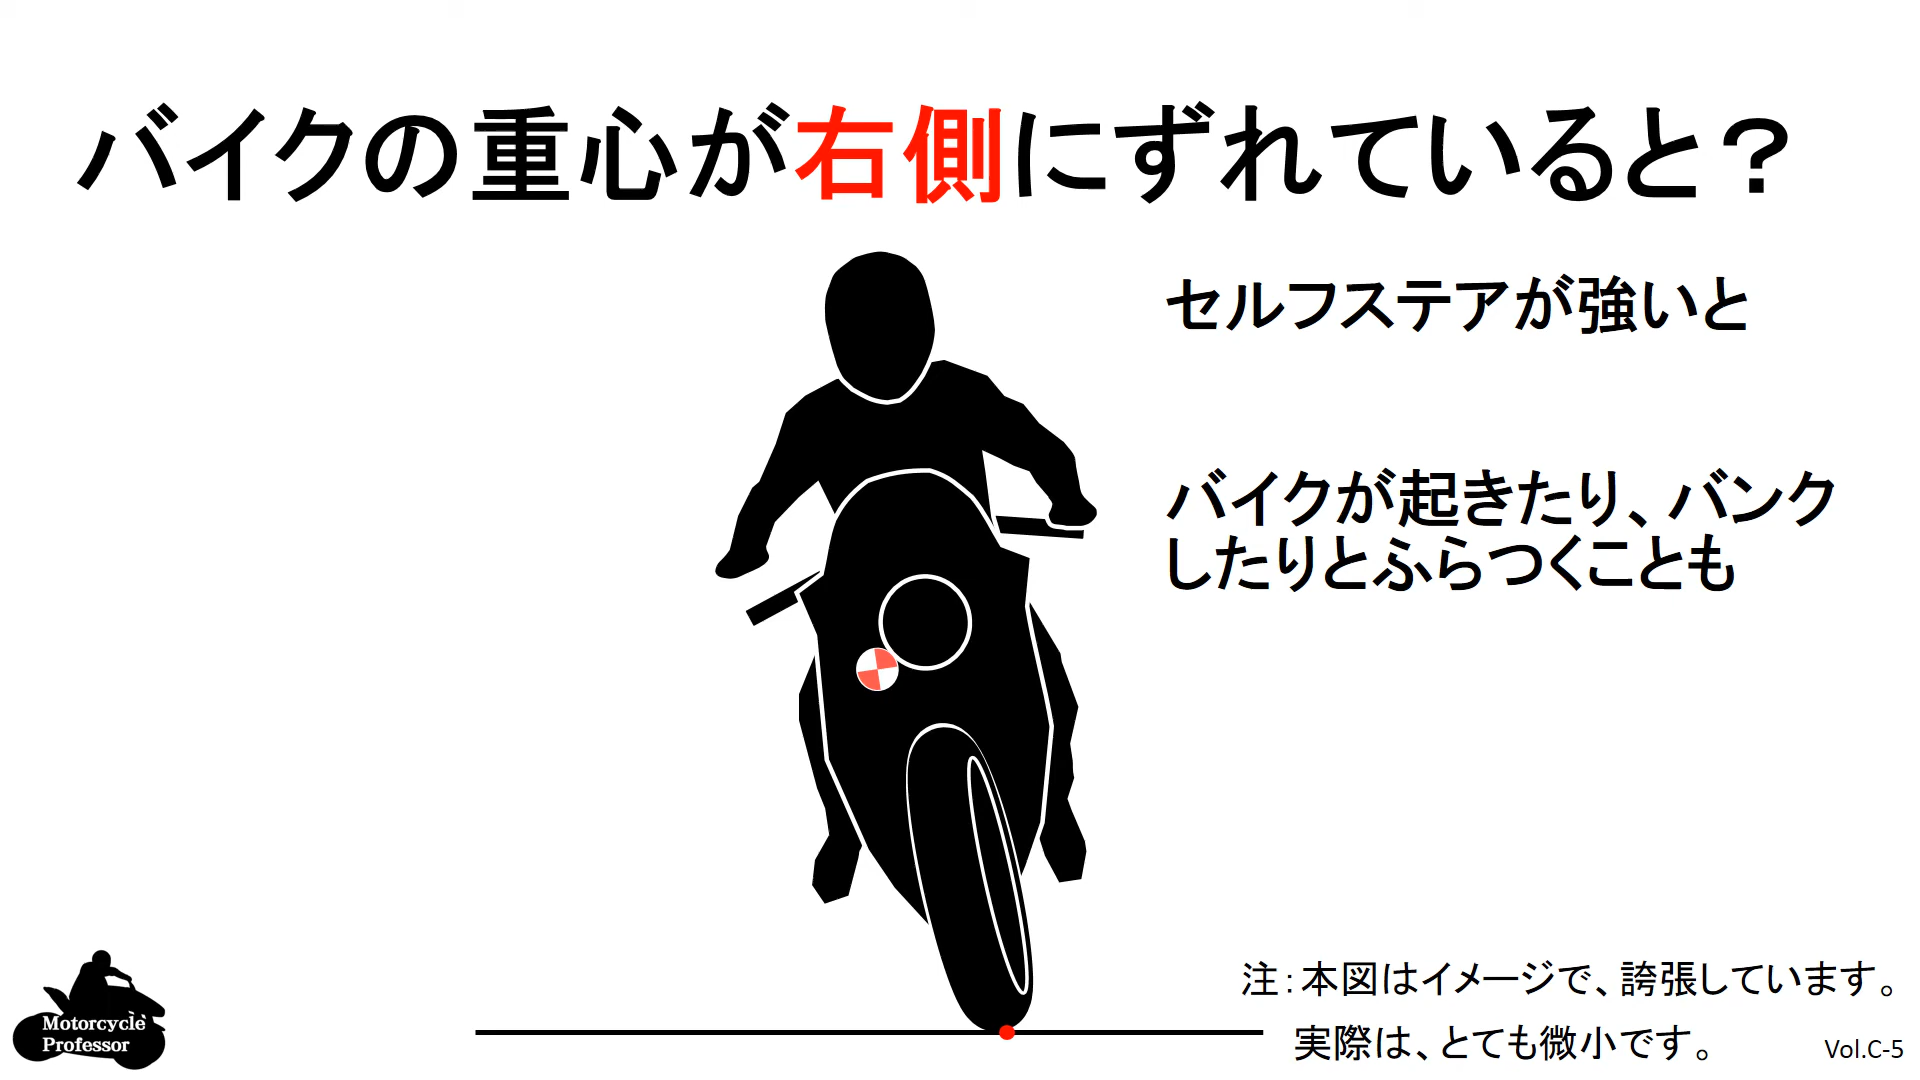 バイクの重心が右側にずれていると？
セルフステアが強いと
バイクが起きたり、バンク
したりとふらつくことも
注：本図はイメージで、誇張しています。
実際は、とても微小です。
Vol.C-5
Motorcycle
Professor